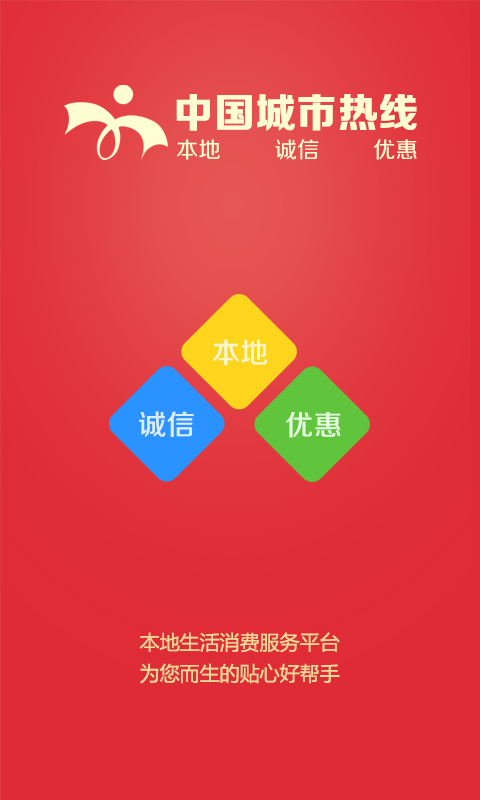 中国城市热线
本地 诚信 优惠
本地
诚信 优惠
本地生活消费服务平台
为您而生的贴心好帮手